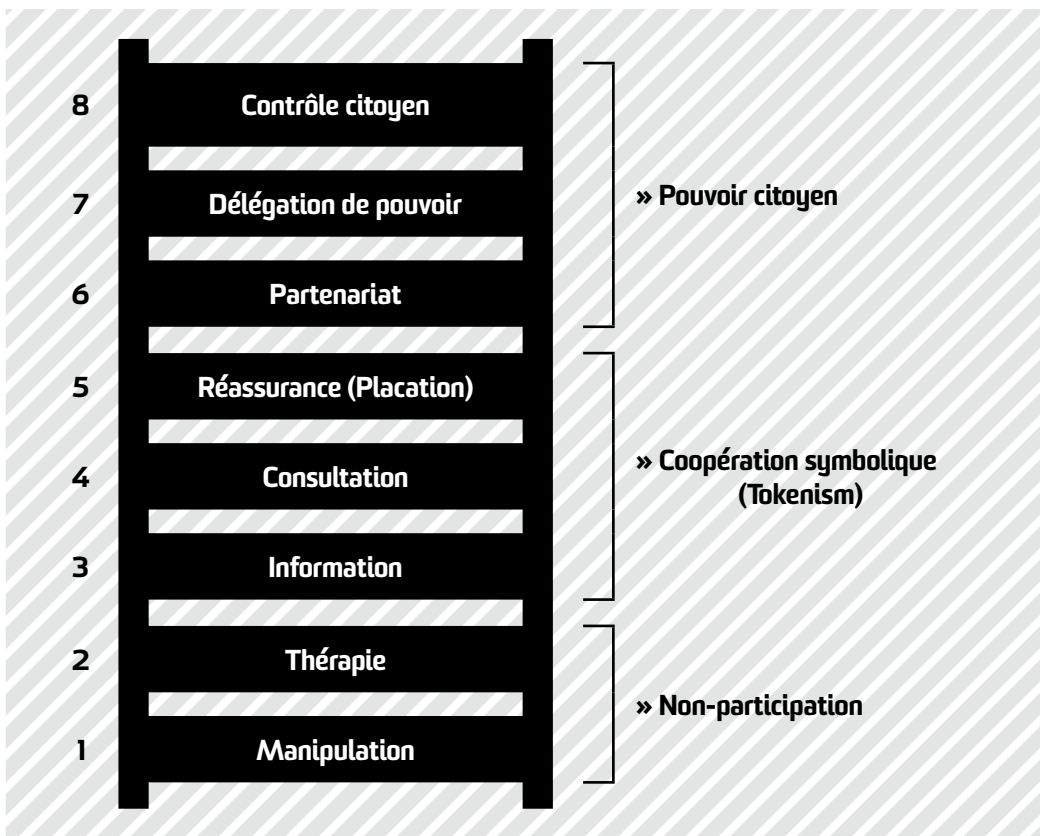 8 Contrôle citoyen
7 Délégation de pouvoir
» Pouvoir citoyen
6 Partenariat
5 Réassurance (Placation)
4 Consultation
» Coopération symbolique
(Tokenism)
3 Information
2 Thérapie
» Non-participation
1 Manipulation